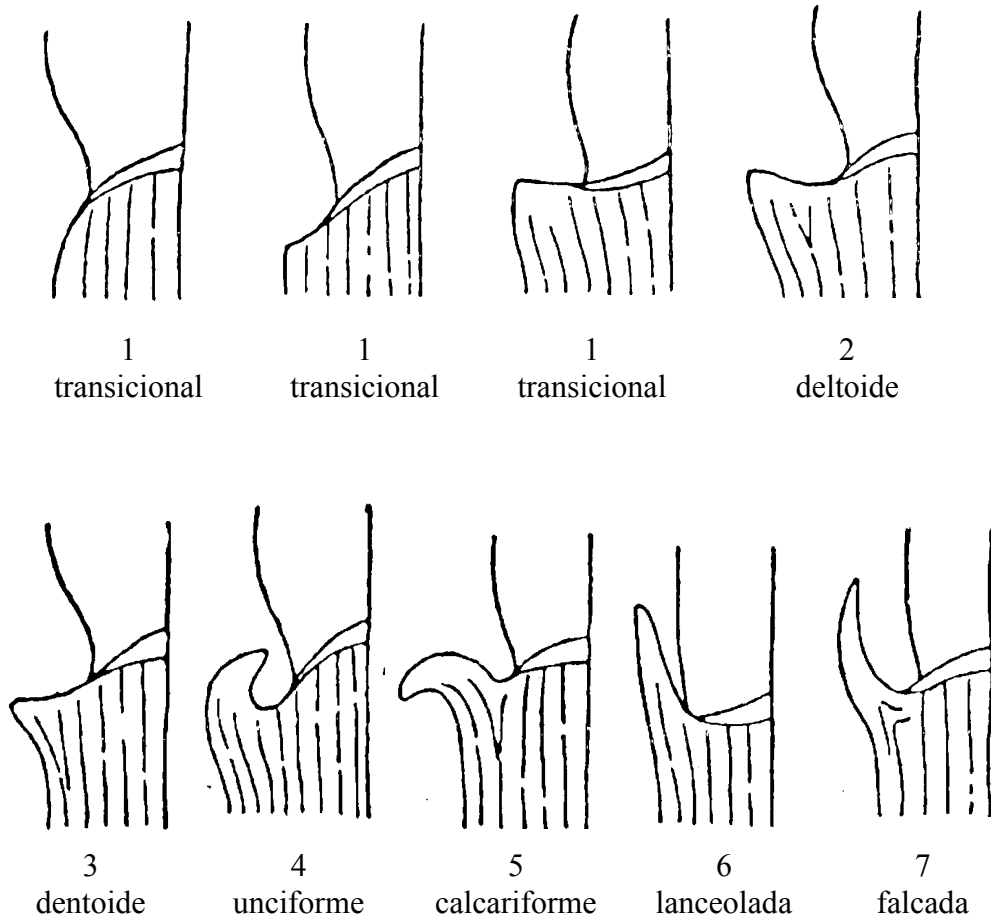 1 1 1 2
transicional transicional transicional deltoide
3 4 5 6 7
dentoide unciforme calcariforme lanceolada falcada